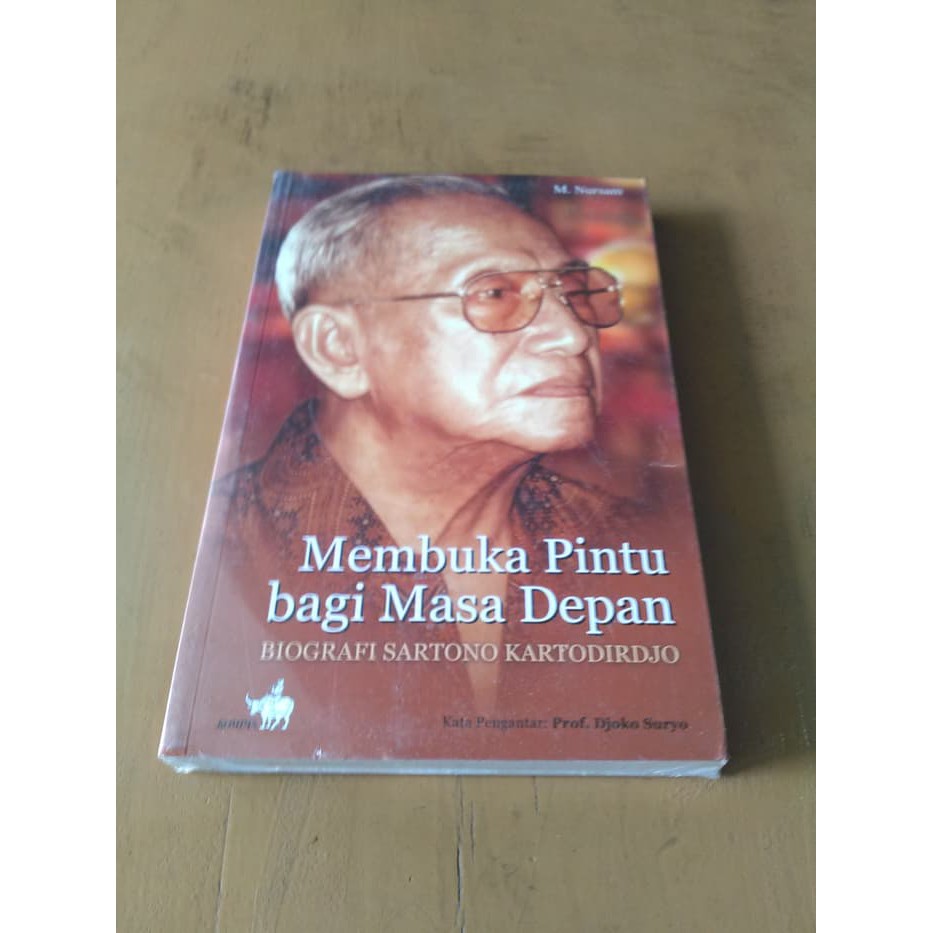 M. Nursam
Membuka Pintu
bagi Masa Depan
BIOGRAFI SARTONO KARTODIRDJO
Kata Pengantar: Prof. Djoko Suryo